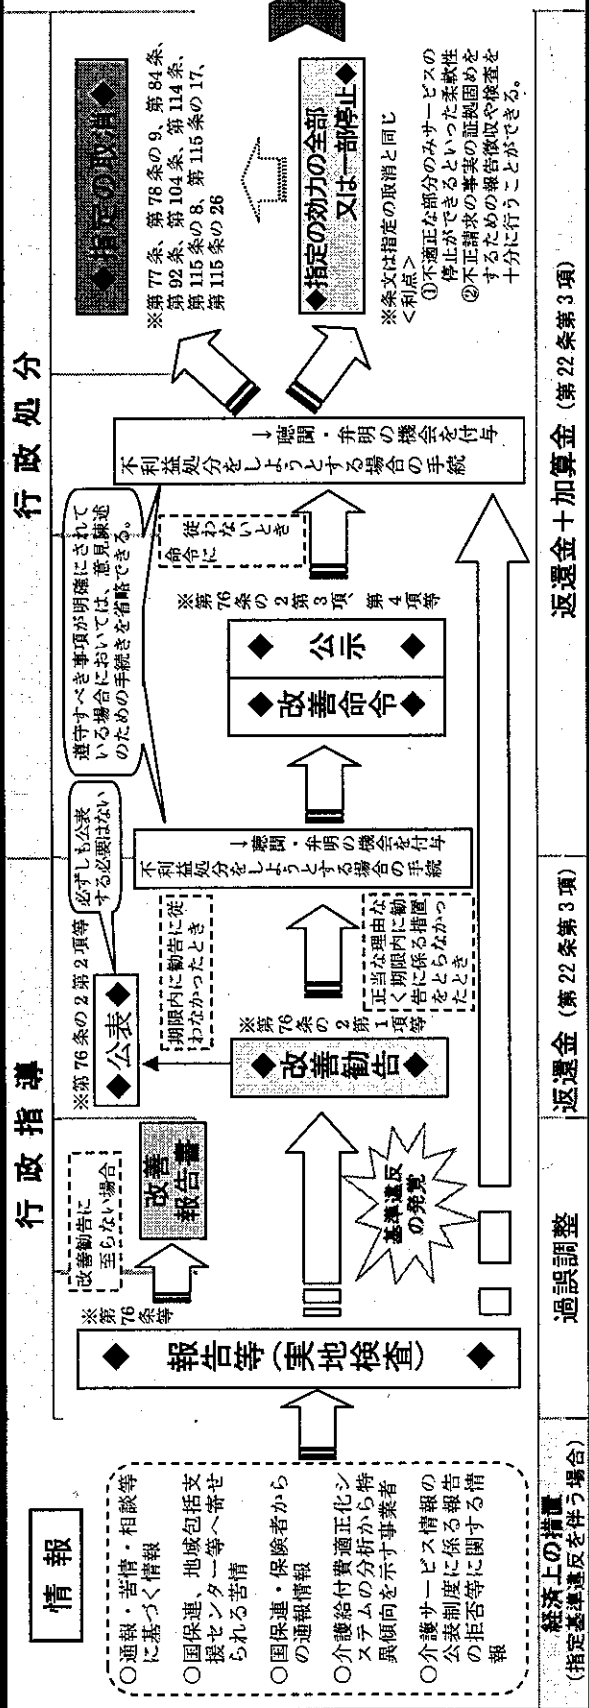 情報
○通報・苦情・相談等
に基づく情報
○国保連、地域包括支
援センター等へ寄せ
られる苦情
○国保連・保険者から
の通報情報
○介護給付費適正化シ
ステムの分析から特
異傾向を示す事業者
○介護サービス情報の
公表制度に係る報告
の拒否等に関する情
報
行政指導
◆報告等(実地検査)◆
※第76条等
改善勧告に
至らない場合
改善
報告書
基準違反
の発覚
◆改善勧告◆
※第76条の2第1項等
※第76条の2第2項等
◆公表◆
必ずしも公表
する必要はない
期限内に勧告に従
わなかったとき
正当な理由な
く期限内に勧
告に係る措置
をとらなかっ
たとき
不利益処分をしようとする場合の手続
→聴聞・弁明の機会を付与
行政処分
遵守すべき事項が明確にされて
いる場合においては、意見陳述
のための手続きを省略できる。
◆改善命令◆
◆公示◆
※第76条の2第3項、第4項等
命令に
従わないとき
不利益処分をしようとする場合の手続
→聴聞・弁明の機会を付与
◆指定の取消◆
※第77条、第78条の9、第84条、
第92条、第104条、第114条、
第115条の8、第115条の17、
第115条の26
◆指定の効力の全部
又は一部停止◆
※条文は指定の取消と同じ
<利点>
①不適正な部分のみサービスの
停止ができるといった柔軟性
②不正請求の事実の証拠固めを
するための報告徴収や検査を
十分に行うことができる。
経済上の措置
(指定基準違反を伴う場合)
過誤調整
返還金(第22条第3項)
返還金+加算金(第22条第3項)